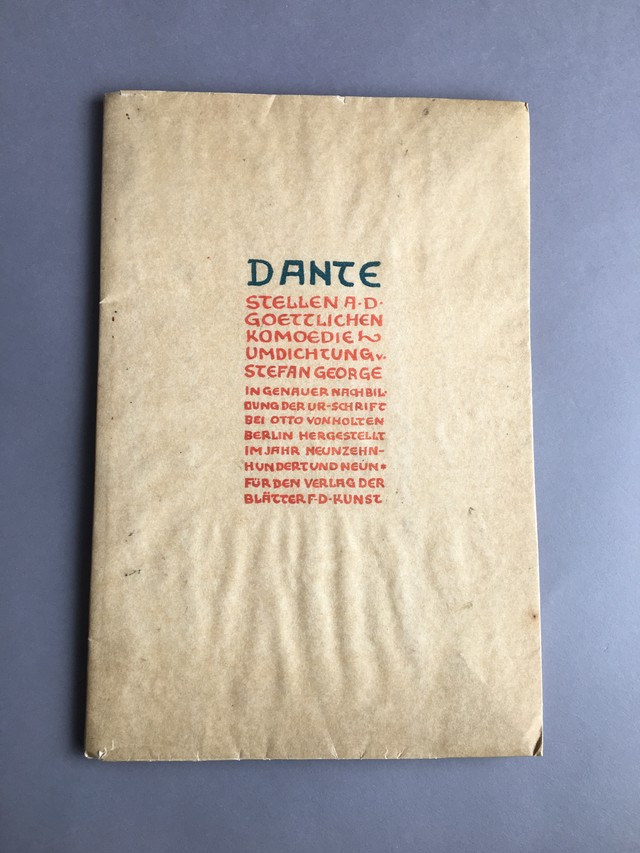 DANTE
STELLEN A·D·
GOETTLICHEN
KOMOEDIE
UMDICHTUNG v.
STEFAN GEORGE
IN GENAUER NACHBIL-
DUNG DER UR-SCHRIFT
BEI OTTO VON HOLTEN
BERLIN HERGESTELLT
IM JAHR NEUNZEHN-
HUNDERT UND NEUN*
FÜR DEN VERLAG DER
BLÄTTER F·D·KUNST